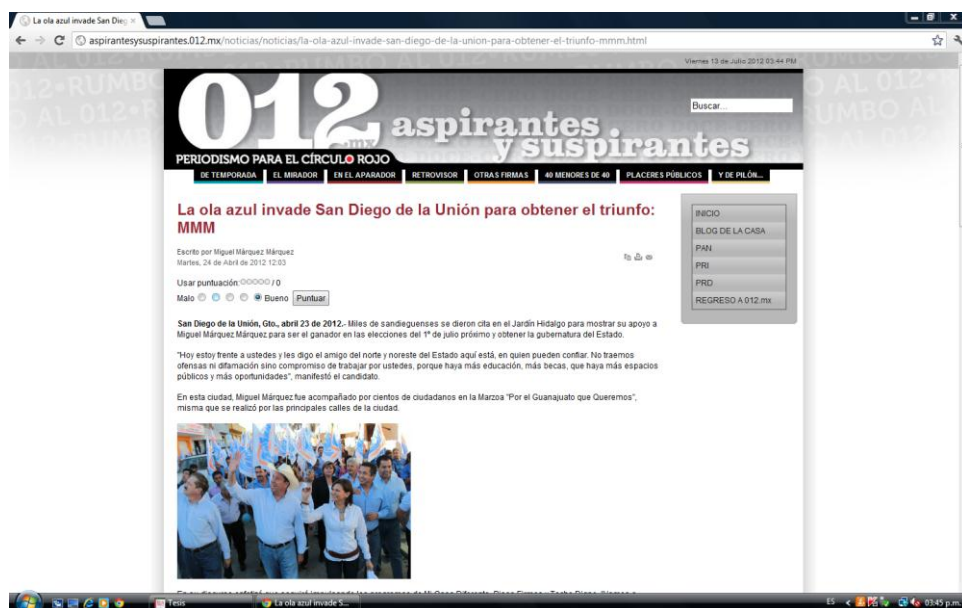 La ola azul invade San Dieg
aspirantesysuspirantes.012.mx/noticias/noticias/la-ola-azul-invade-san-diego-de-la-union-para-obtener-el-triunfo-mmm.html
Viernes 13 de Julio 2012 03:44 PM
012.mx
aspirantes
y suspirantes
PERIODISMO PARA EL CÍRCULO ROJO
Buscar...
DE TEMPORADA EL MIRADOR EN EL APARADOR RETROVISOR OTRAS FIRMAS 40 MENORES DE 40 PLACERES PÚBLICOS Y DE PILÓN...
La ola azul invade San Diego de la Unión para obtener el triunfo:
MMM
Escrito por Miguel Márquez Márquez
Martes, 24 de Abril de 2012 12:03
Usar puntuación: / 0
Malo Bueno Puntuar
San Diego de la Unión, Gto., abril 23 de 2012.- Miles de sandieguenses se dieron cita en el Jardín Hidalgo para mostrar su apoyo a
Miguel Márquez Márquez para ser el ganador en las elecciones del 1º de julio próximo y obtener la gubernatura del Estado.
"Hoy estoy frente a ustedes y les digo el amigo del norte y noreste del Estado aquí está, en quien pueden confiar. No traemos
ofensas ni difamación sino compromiso de trabajar por ustedes, porque haya más educación, más becas, que haya más espacios
públicos y más oportunidades", manifestó el candidato.
En esta ciudad, Miguel Márquez fue acompañado por cientos de ciudadanos en la Marzoa "Por el Guanajuato que Queremos",
misma que se realizó por las principales calles de la ciudad.
INICIO
BLOG DE LA CASA
PAN
PRI
PRD
REGRESO A 012.mx
Tesis
La ola azul invade S...
ES
03:45 p.m.